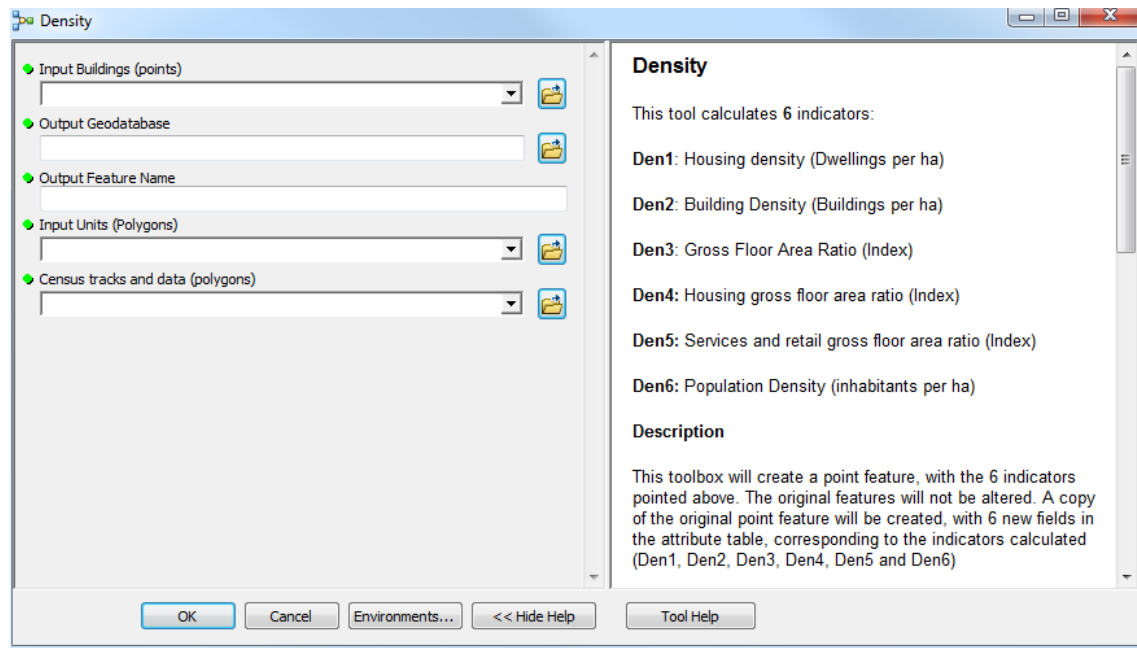 Density
Input Buildings (points)
Output Geodatabase
Output Feature Name
Input Units (Polygons)
Census tracks and data (polygons)
Density
This tool calculates 6 indicators:
Den1: Housing density (Dwellings per ha)
Den2: Building Density (Buildings per ha)
Den3: Gross Floor Area Ratio (Index)
Den4: Housing gross floor area ratio (Index)
Den5: Services and retail gross floor area ratio (Index)
Den6: Population Density (inhabitants per ha)
Description
This toolbox will create a point feature, with the 6 indicators
pointed above. The original features will not be altered. A copy
of the original point feature will be created, with 6 new fields in
the attribute table, corresponding to the indicators calculated
(Den1, Den2, Den3, Den4, Den5 and Den6)
OK
Cancel
Environments...
<< Hide Help
Tool Help